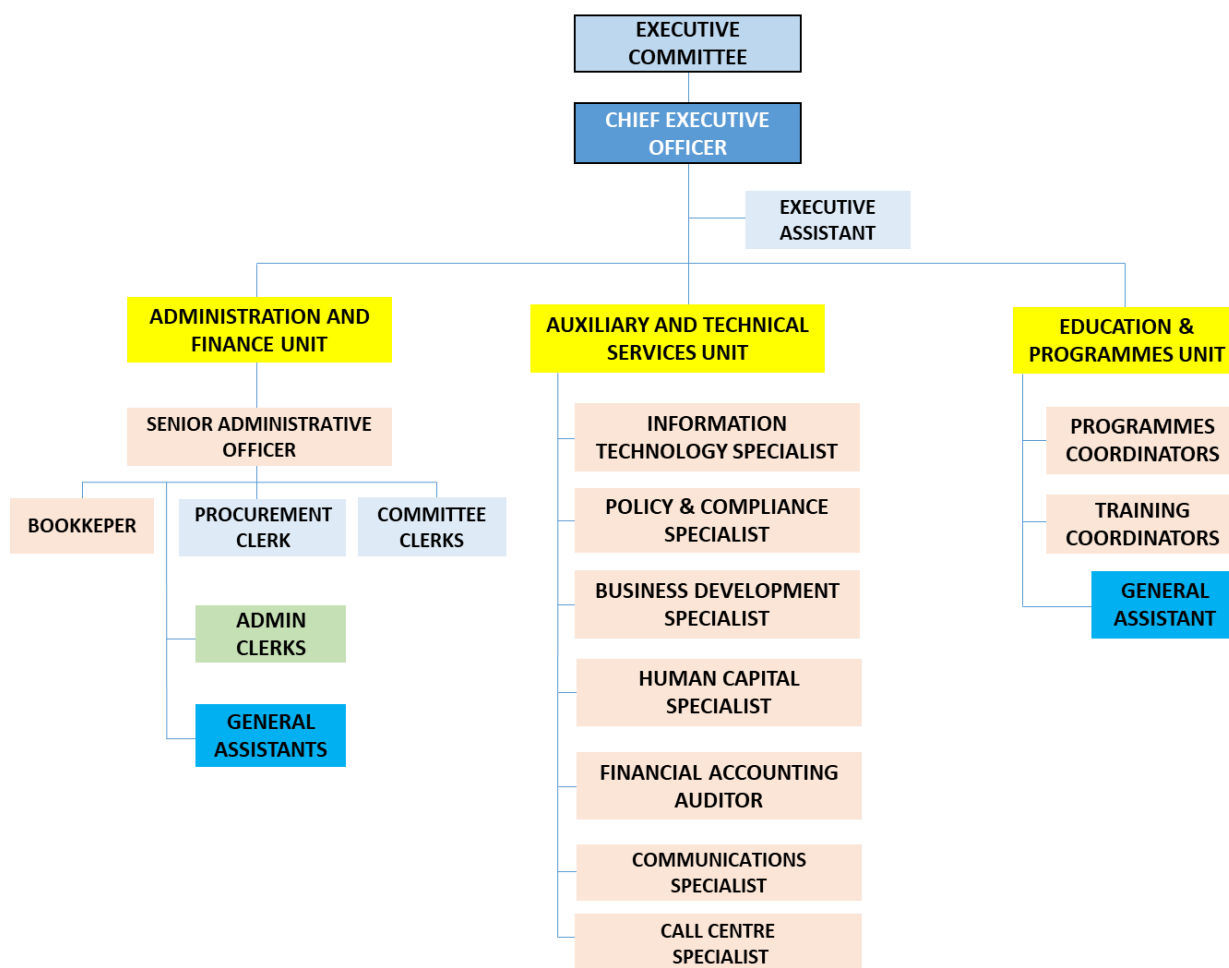 EXECUTIVE
COMMITTEE
CHIEF EXECUTIVE
OFFICER
EXECUTIVE
ASSISTANT
ADMINISTRATION AND
FINANCE UNIT
SENIOR ADMINISTRATIVE
OFFICER
BOOKKEPER
PROCUREMENT
CLERK
COMMITTEE
CLERKS
ADMIN
CLERKS
GENERAL
ASSISTANTS
AUXILIARY AND TECHNICAL
SERVICES UNIT
INFORMATION
TECHNOLOGY SPECIALIST
POLICY & COMPLIANCE
SPECIALIST
BUSINESS DEVELOPMENT
SPECIALIST
HUMAN CAPITAL
SPECIALIST
FINANCIAL ACCOUNTING
AUDITOR
COMMUNICATIONS
SPECIALIST
CALL CENTRE
SPECIALIST
EDUCATION &
PROGRAMMES UNIT
PROGRAMMES
COORDINATORS
TRAINING
COORDINATORS
GENERAL
ASSISTANT